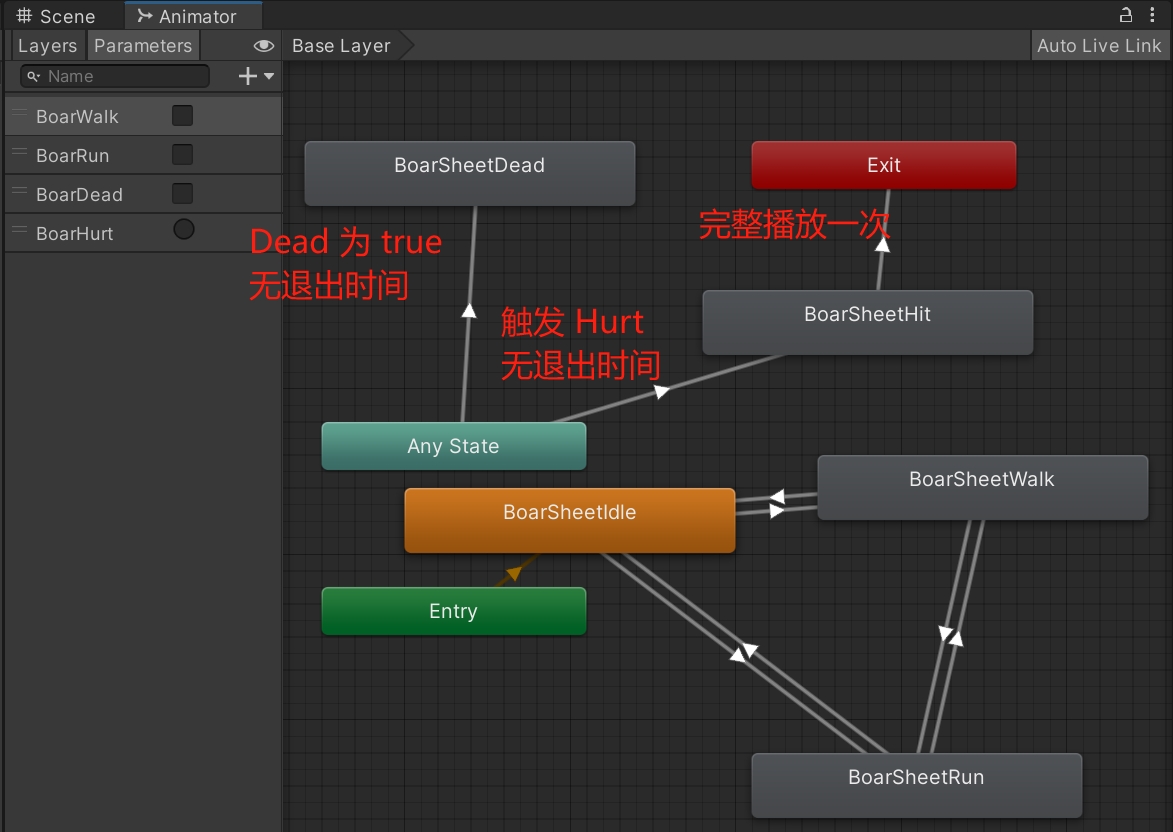 Scene
Animator
Layers
Parameters
Base Layer
Auto Live Link
Name
BoarWalk
BoarRun
BoarDead
BoarHurt
BoarSheetDead
Exit
Dead 为 true
无退出时间
完整播放一次
触发 Hurt
无退出时间
BoarSheetHit
Any State
BoarSheetWalk
BoarSheetIdle
Entry
BoarSheetRun